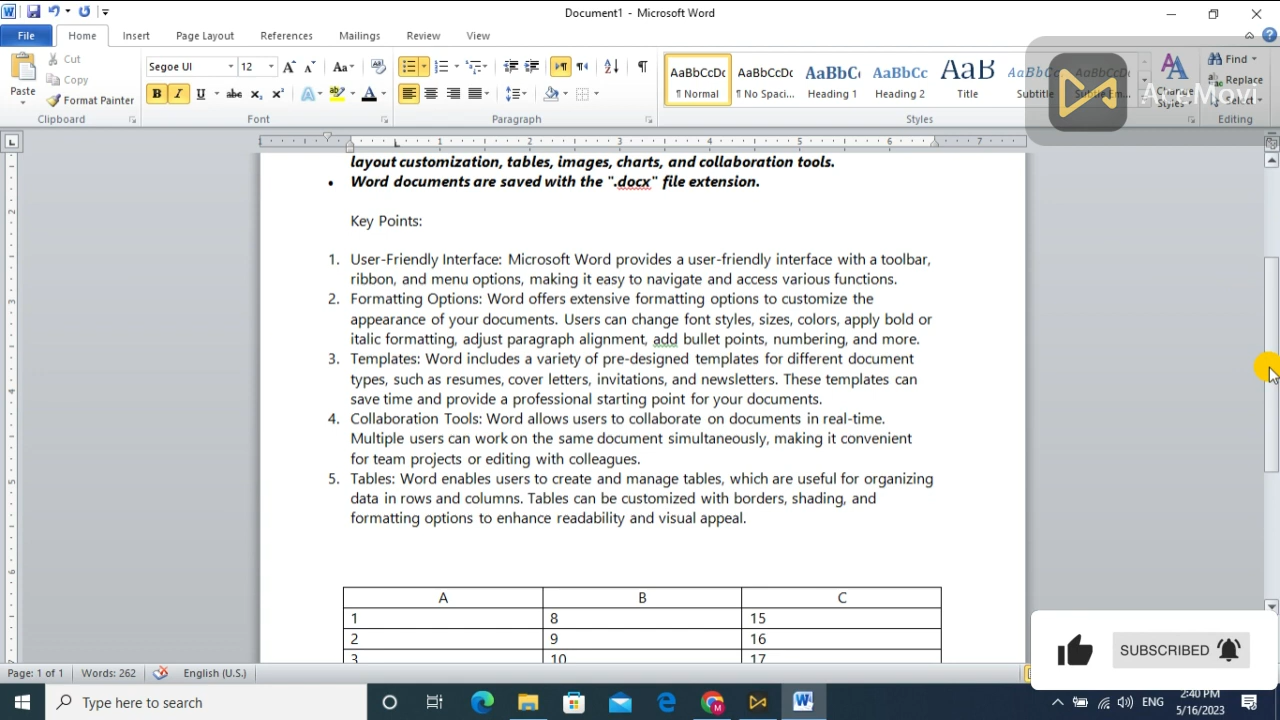 Document1 - Microsoft Word
File Home Insert Page Layout References Mailings Review View
Cut
Copy
Format Painter
Paste
Clipboard
Segoe UI 12
Font
Paragraph
AaBbCcDc AaBbCcDc AaBbC AaBbCc AaB
¶ Normal ¶ No Spaci... Heading 1 Heading 2 Title Subtitle
Change
Styles
Styles
Find
Replace
Select
Editing
AceMovi
layout customization, tables, images, charts, and collaboration tools.
• Word documents are saved with the ".docx" file extension.
Key Points:
1. User-Friendly Interface: Microsoft Word provides a user-friendly interface with a toolbar,
ribbon, and menu options, making it easy to navigate and access various functions.
2. Formatting Options: Word offers extensive formatting options to customize the
appearance of your documents. Users can change font styles, sizes, colors, apply bold or
italic formatting, adjust paragraph alignment, add bullet points, numbering, and more.
3. Templates: Word includes a variety of pre-designed templates for different document
types, such as resumes, cover letters, invitations, and newsletters. These templates can
save time and provide a professional starting point for your documents.
4. Collaboration Tools: Word allows users to collaborate on documents in real-time.
Multiple users can work on the same document simultaneously, making it convenient
for team projects or editing with colleagues.
5. Tables: Word enables users to create and manage tables, which are useful for organizing
data in rows and columns. Tables can be customized with borders, shading, and
formatting options to enhance readability and visual appeal.
A B C
1 8 15
2 9 16
3 10 17
SUBSCRIBED
Page: 1 of 1 Words: 262 English (U.S.)
Type here to search
ENG
2:40 PM
5/16/2023